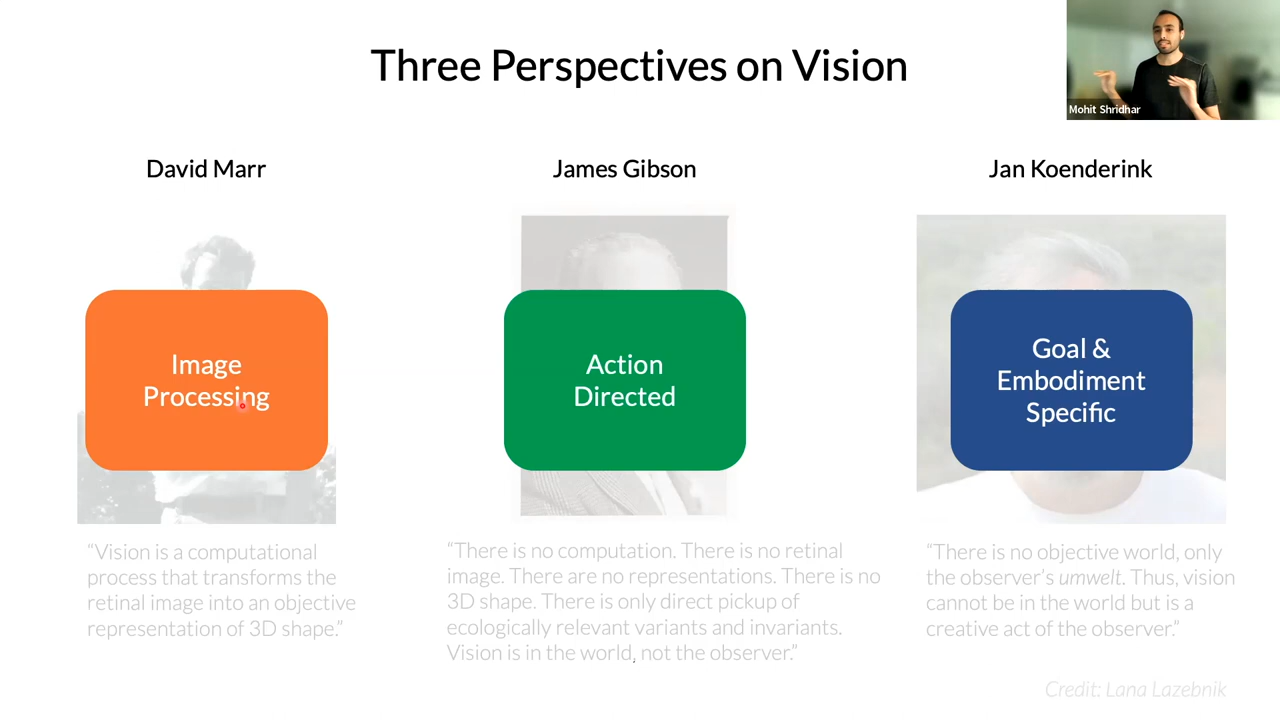 Three Perspectives on Vision
Mohit Shridhar
David Marr
James Gibson
Jan Koenderink
Image
Processing
Action
Directed
Goal &
Embodiment
Specific
“Vision is a computational
process that transforms the
retinal image into an objective
representation of 3D shape.”
“There is no computation. There is no retinal
image. There are no representations. There is no
3D shape. There is only direct pickup of
ecologically relevant variants and invariants.
Vision is in the world, not the observer.”
“There is no objective world, only
the observer’s umwelt. Thus, vision
cannot be in the world but is a
creative act of the observer.”
Credit: Lana Lazebnik